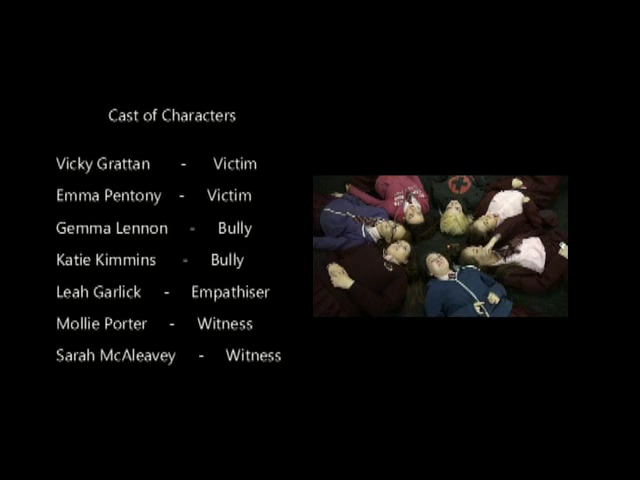 Cast of Characters
Vicky Grattan - Victim
Emma Pentony - Victim
Gemma Lennon - Bully
Katie Kimmins - Bully
Leah Garlick - Empathiser
Mollie Porter - Witness
Sarah McAleavey - Witness